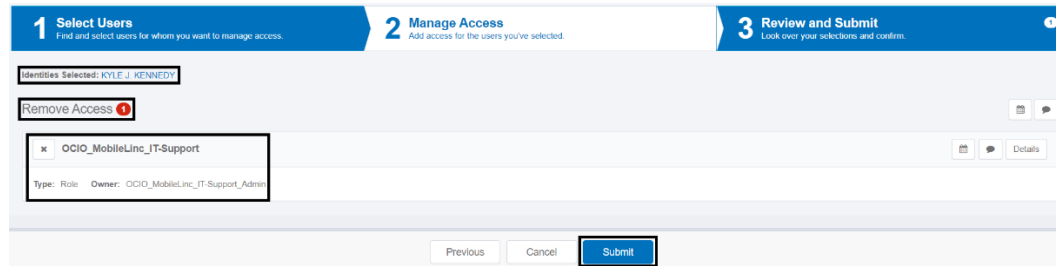 1 Select Users
Find and select users for whom you want to manage access.
2 Manage Access
Add access for the users you've selected.
3 Review and Submit
Look over your selections and confirm.
1
Identities Selected: KYLE J. KENNEDY
Remove Access 1
OCIO_MobileLinc_IT-Support
Details
Type: Role Owner: OCIO_MobileLinc_IT-Support_Admin
Previous Cancel Submit